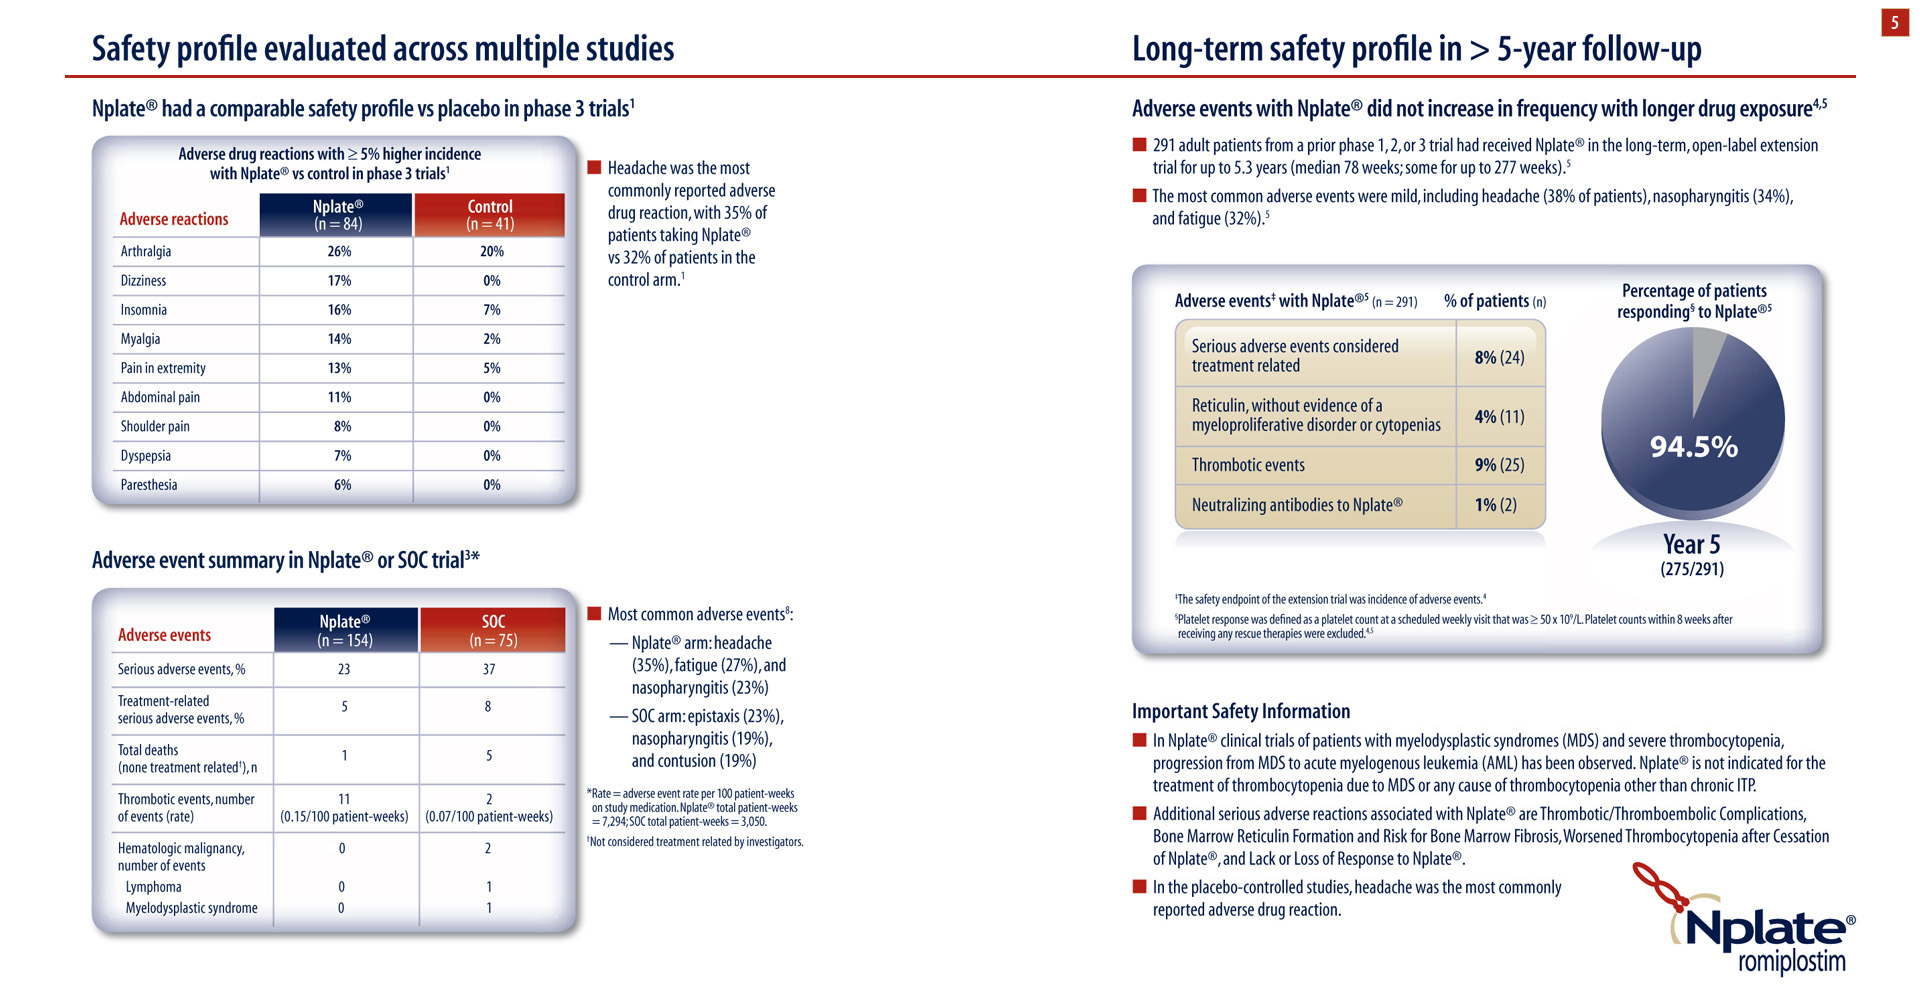 5
Safety profile evaluated across multiple studies
Nplate® had a comparable safety profile vs placebo in phase 3 trials1
Adverse drug reactions with ≥ 5% higher incidence
with Nplate® vs control in phase 3 trials1
Adverse reactions Nplate® (n = 84) Control (n = 41)
Arthralgia 26% 20%
Dizziness 17% 0%
Insomnia 16% 7%
Myalgia 14% 2%
Pain in extremity 13% 5%
Abdominal pain 11% 0%
Shoulder pain 8% 0%
Dyspepsia 7% 0%
Paresthesia 6% 0%
Headache was the most
commonly reported adverse
drug reaction, with 35% of
patients taking Nplate®
vs 32% of patients in the
control arm.1
Adverse event summary in Nplate® or SOC trial3*
Adverse events Nplate® (n = 154) SOC (n = 75)
Serious adverse events, % 23 37
Treatment-related
serious adverse events, % 5 8
Total deaths
(none treatment related†), n 1 5
Thrombotic events, number 11 2
of events (rate) (0.15/100 patient-weeks) (0.07/100 patient-weeks)
Hematologic malignancy, 0 2
number of events
Lymphoma 0 1
Myelodysplastic syndrome 0 1
Most common adverse events8:
— Nplate® arm: headache
(35%), fatigue (27%), and
nasopharyngitis (23%)
— SOC arm: epistaxis (23%),
nasopharyngitis (19%),
and contusion (19%)
*Rate = adverse event rate per 100 patient-weeks
on study medication. Nplate® total patient-weeks
= 7,294; SOC total patient-weeks = 3,050.
†Not considered treatment related by investigators.
Long-term safety profile in > 5-year follow-up
Adverse events with Nplate® did not increase in frequency with longer drug exposure4,5
291 adult patients from a prior phase 1, 2, or 3 trial had received Nplate® in the long-term, open-label extension
trial for up to 5.3 years (median 78 weeks; some for up to 277 weeks).5
The most common adverse events were mild, including headache (38% of patients), nasopharyngitis (34%),
and fatigue (32%).5
Adverse events‡ with Nplate®5 (n = 291) % of patients (n)
Serious adverse events considered
treatment related 8% (24)
Reticulin, without evidence of a
myeloproliferative disorder or cytopenias 4% (11)
Thrombotic events 9% (25)
Neutralizing antibodies to Nplate® 1% (2)
Percentage of patients
responding§ to Nplate®5
94.5%
Year 5
(275/291)
‡The safety endpoint of the extension trial was incidence of adverse events.4
§Platelet response was defined as a platelet count at a scheduled weekly visit that was ≥ 50 x 109/L. Platelet counts within 8 weeks after
receiving any rescue therapies were excluded.4,5
Important Safety Information
In Nplate® clinical trials of patients with myelodysplastic syndromes (MDS) and severe thrombocytopenia,
progression from MDS to acute myelogenous leukemia (AML) has been observed. Nplate® is not indicated for the
treatment of thrombocytopenia due to MDS or any cause of thrombocytopenia other than chronic ITP.
Additional serious adverse reactions associated with Nplate® are Thrombotic/Thromboembolic Complications,
Bone Marrow Reticulin Formation and Risk for Bone Marrow Fibrosis, Worsened Thrombocytopenia after Cessation
of Nplate®, and Lack or Loss of Response to Nplate®.
In the placebo-controlled studies, headache was the most commonly
reported adverse drug reaction.
Nplate®
romiplostim